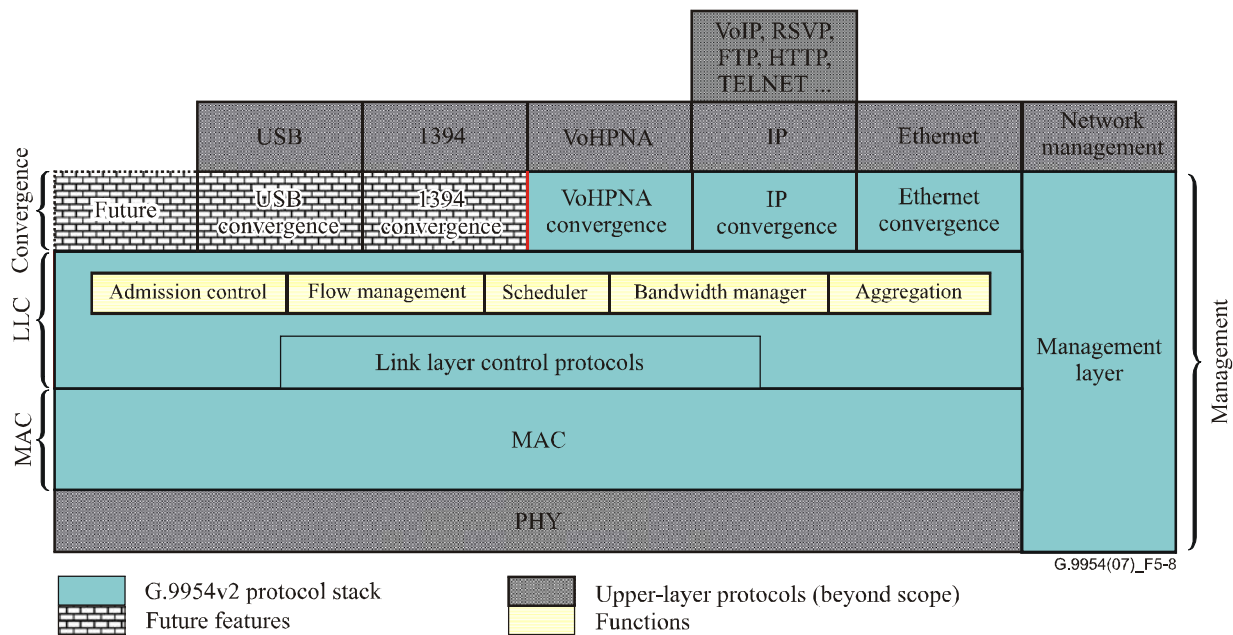 VoIP, RSVP,
FTP, HTTP,
TELNET ...
USB
1394
VoHPNA
IP
Ethernet
Network
management
Convergence
Future
USB
convergence
1394
convergence
VoHPNA
convergence
IP
convergence
Ethernet
convergence
LLC
Admission control
Flow management
Scheduler
Bandwidth manager
Aggregation
Link layer control protocols
Management
layer
Management
MAC
MAC
PHY
G.9954(07)_F5-8
G.9954v2 protocol stack
Future features
Upper-layer protocols (beyond scope)
Functions